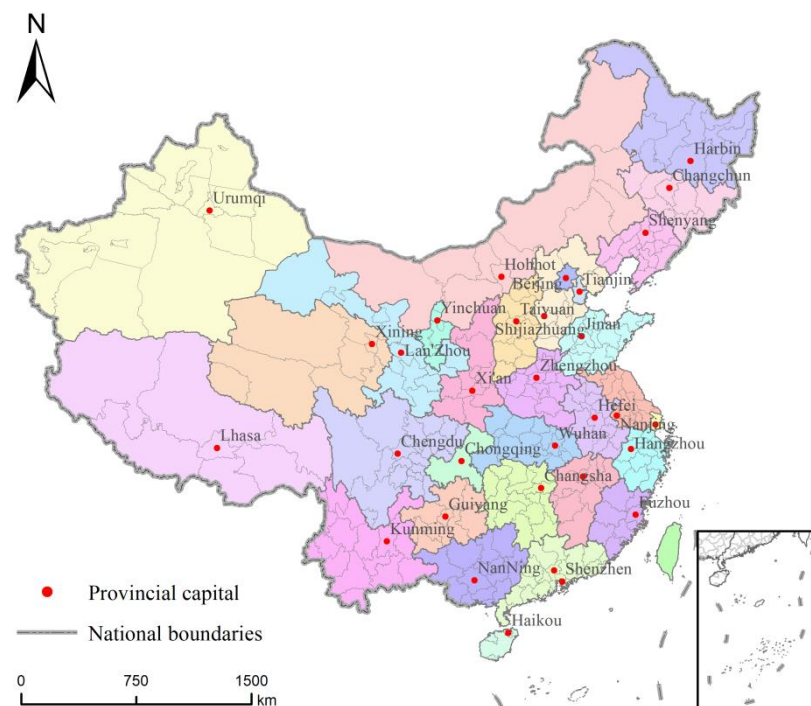 N
Harbin
Changchun
Urumqi
Shenyang
Hohhot
Beijing
Tianjin
Yinchuan
Taiyuan
Shijiazhuang
Jinan
Xining
Lan'Zhou
Zhengzhou
Xi'an
Hefei
Nanjing
Lhasa
Chengdu
Wuhan
Hangzhou
Chongqing
Changsha
Guiyang
Fuzhou
Kunming
NanNing
Shenzhen
Haikou
Provincial capital
National boundaries
0 750 1500
km